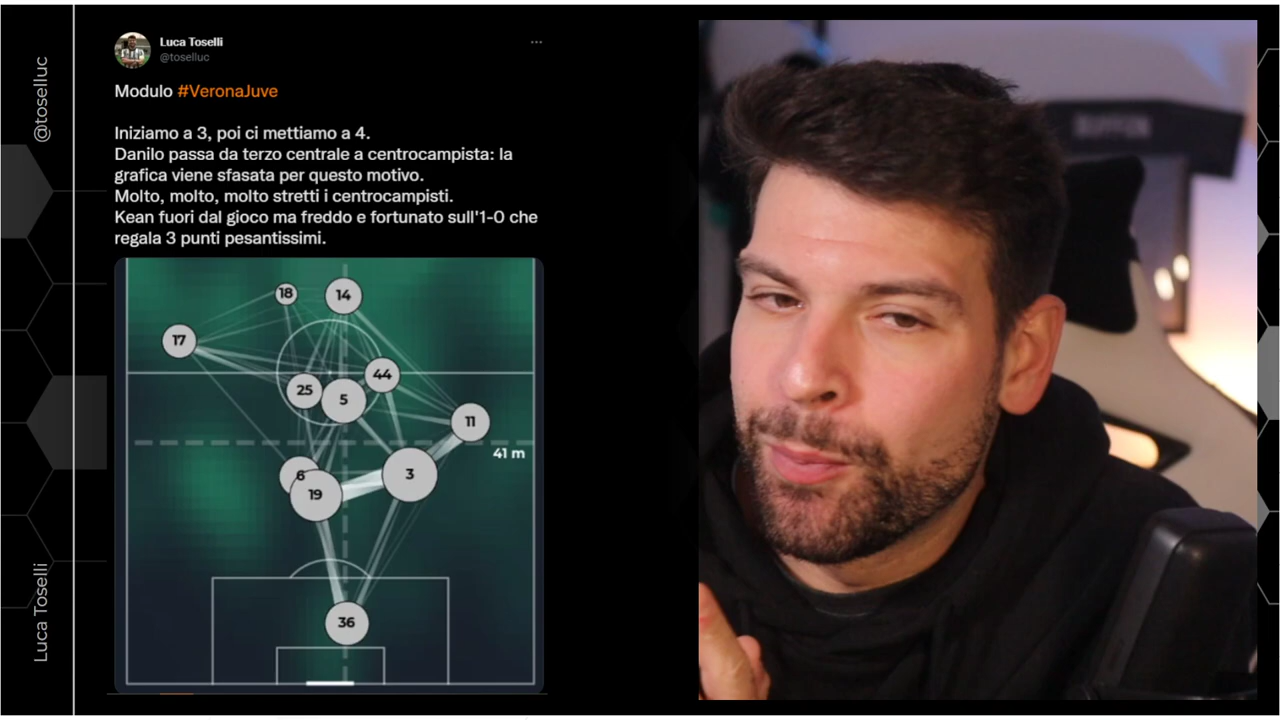 @toselluc
Luca Toselli
Luca Toselli
@toselluc
...
Modulo #VeronaJuve
Iniziamo a 3, poi ci mettiamo a 4.
Danilo passa da terzo centrale a centrocampista: la
grafica viene sfasata per questo motivo.
Molto, molto, molto stretti i centrocampisti.
Kean fuori dal gioco ma freddo e fortunato sull'1-0 che
regala 3 punti pesantissimi.
18
14
17
44
25
5
11
41 m
6
3
19
36
BUFFON